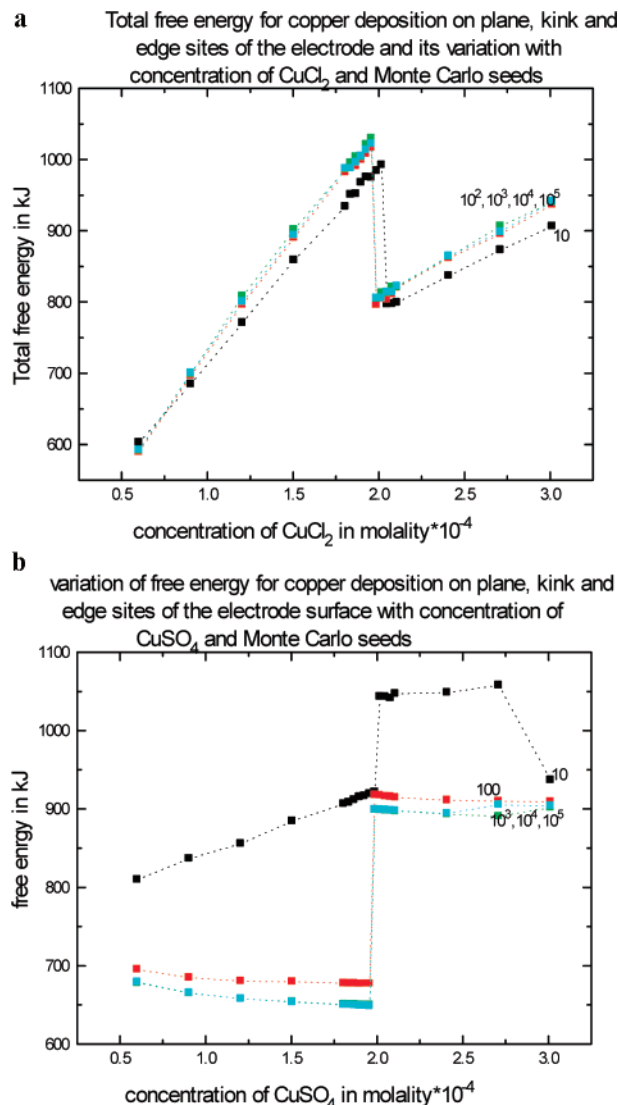 a
Total free energy for copper deposition on plane, kink and
edge sites of the electrode and its variation with
concentration of CuCl₂ and Monte Carlo seeds
1100
1000
900
800
700
600
Total free energy in kJ
10², 10³, 10⁴, 10⁵
10
0.5 1.0 1.5 2.0 2.5 3.0
concentration of CuCl₂ in molality*10⁻⁴
b
variation of free energy for copper deposition on plane, kink and
edge sites of the electrode surface with concentration of
CuSO₄ and Monte Carlo seeds
1100
1000
900
800
700
600
free enrgy in kJ
10
100
10³, 10⁴, 10⁵
0.5 1.0 1.5 2.0 2.5 3.0
concentration of CuSO₄ in molality*10⁻⁴